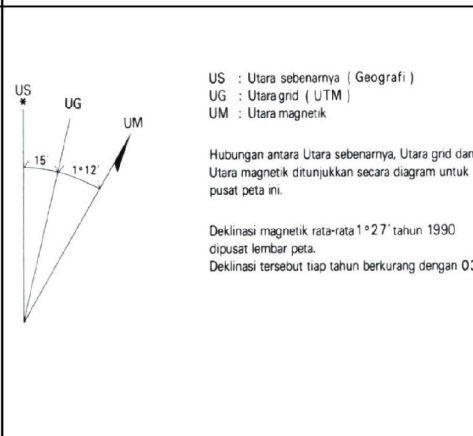 US
*
UG
UM
15'
1°12'
US : Utara sebenarnya ( Geografi )
UG : Utara grid ( UTM )
UM : Utara magnetik
Hubungan antara Utara sebenarnya, Utara grid dan
Utara magnetik ditunjukkan secara diagram untuk
pusat peta ini.
Deklinasi magnetik rata-rata 1°27' tahun 1990
dipusat lembar peta.
Deklinasi tersebut tiap tahun berkurang dengan